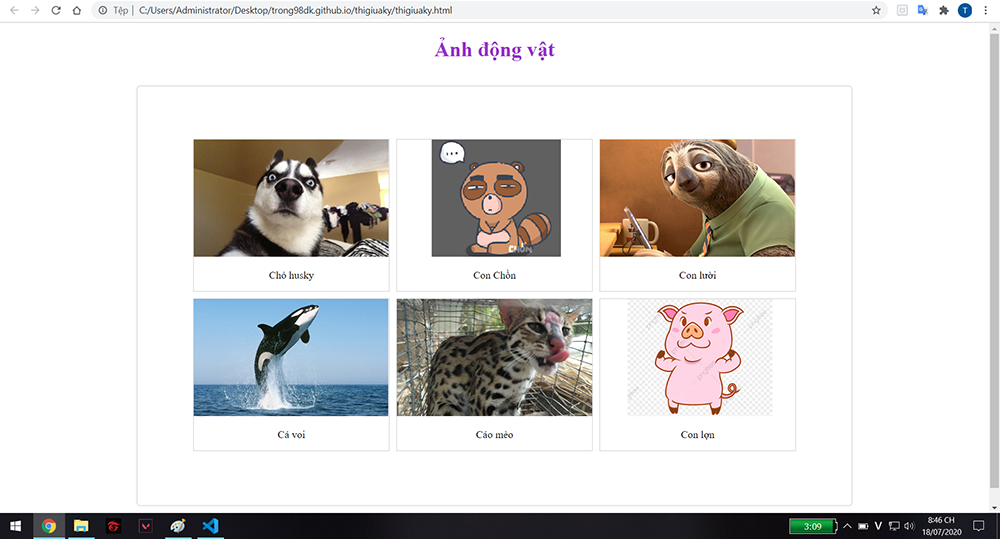 Tệp | C:/Users/Administrator/Desktop/trong98dk.github.io/thigiuaky/thigiuaky.html
T
Ảnh động vật
CHỒN
Chó husky
Con Chồn
Con lười
Cá voi
Cáo mèo
Con lợn
3:09
V
8:46 CH
18/07/2020